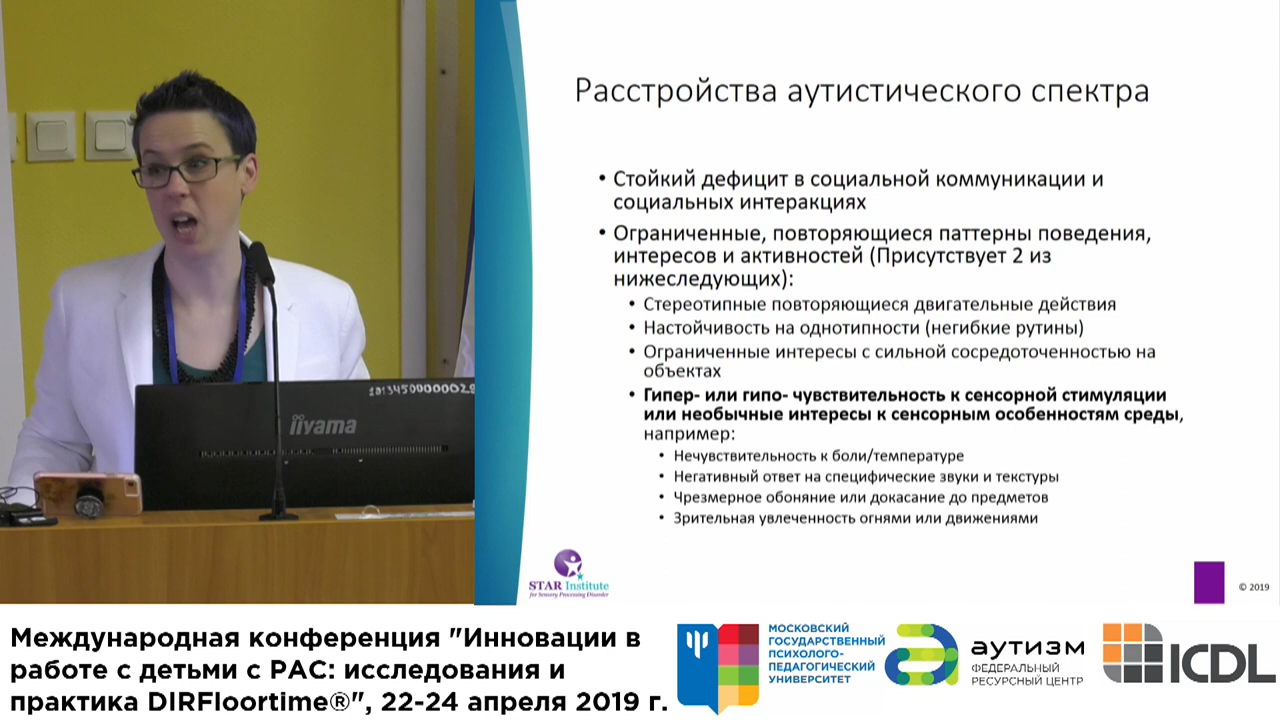 Расстройства аутистического спектра
• Стойкий дефицит в социальной коммуникации и
социальных интеракциях
• Ограниченные, повторяющиеся паттерны поведения,
интересов и активностей (Присутствует 2 из
нижеследующих):
• Стереотипные повторяющиеся двигательные действия
• Настойчивость на однотипности (негибкие рутины)
• Ограниченные интересы с сильной сосредоточенностью на
объектах
• Гипер- или гипо- чувствительность к сенсорной стимуляции
или необычные интересы к сенсорным особенностям среды,
например:
• Нечувствительность к боли/температуре
• Негативный ответ на специфические звуки и текстуры
• Чрезмерное обоняние или докасание до предметов
• Зрительная увлеченность огнями или движениями
STAR Institute
for Sensory Processing Disorder
© 2019
iiyama
Международная конференция "Инновации в
работе с детьми с РАС: исследования и
практика DIRFloortime®", 22-24 апреля 2019 г.
МОСКОВСКИЙ
ГОСУДАРСТВЕННЫЙ
ПСИХОЛОГО-
ПЕДАГОГИЧЕСКИЙ
УНИВЕРСИТЕТ
аутизм
ФЕДЕРАЛЬНЫЙ
РЕСУРСНЫЙ ЦЕНТР
ICDL